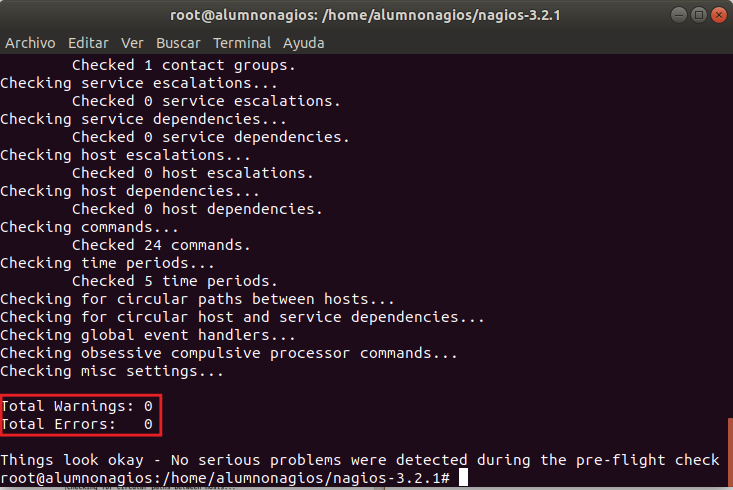 root@alumnonagios: /home/alumnonagios/nagios-3.2.1
Archivo Editar Ver Buscar Terminal Ayuda
Checked 1 contact groups.
Checking service escalations...
Checked 0 service escalations.
Checking service dependencies...
Checked 0 service dependencies.
Checking host escalations...
Checked 0 host escalations.
Checking host dependencies...
Checked 0 host dependencies.
Checking commands...
Checked 24 commands.
Checking time periods...
Checked 5 time periods.
Checking for circular paths between hosts...
Checking for circular host and service dependencies...
Checking global event handlers...
Checking obsessive compulsive processor commands...
Checking misc settings...
Total Warnings: 0
Total Errors:   0
Things look okay - No serious problems were detected during the pre-flight check
root@alumnonagios:/home/alumnonagios/nagios-3.2.1#